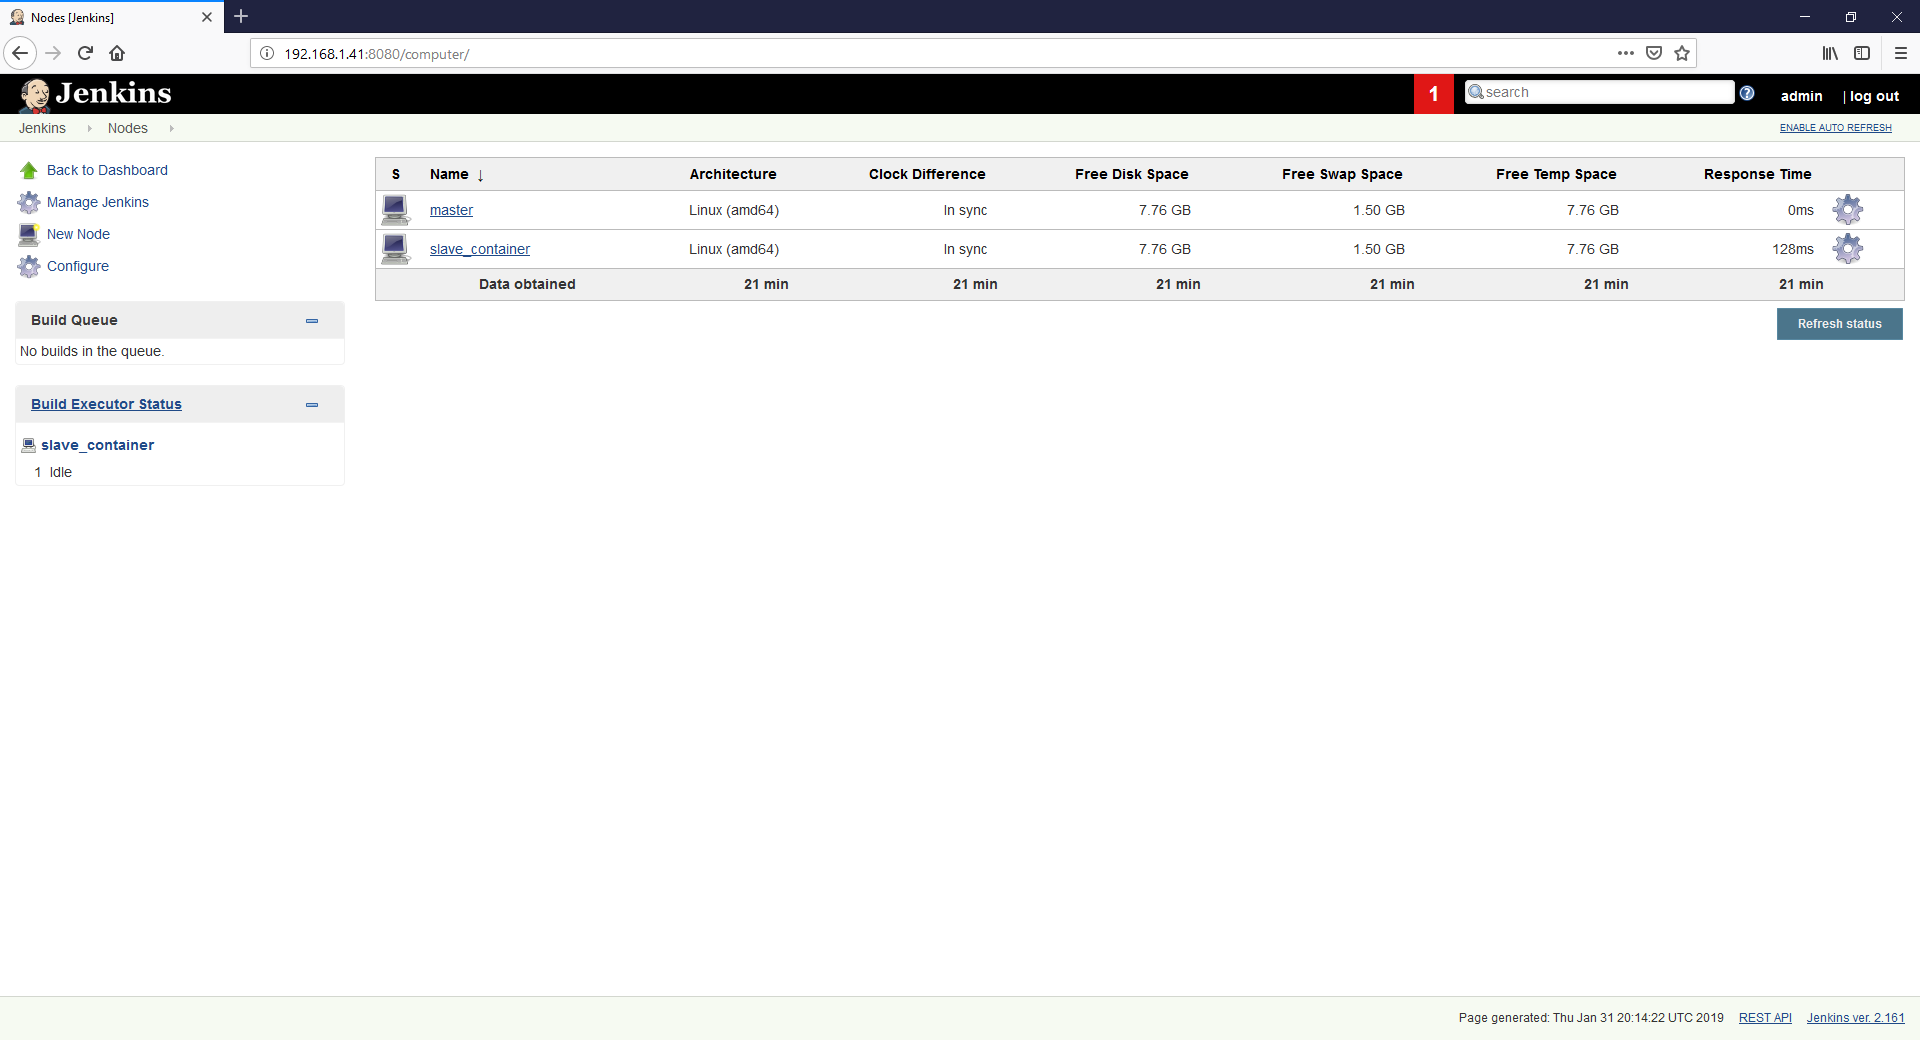 Nodes [Jenkins]
192.168.1.41:8080/computer/
Jenkins
1
search
admin
| log out
Jenkins
Nodes
ENABLE AUTO REFRESH
Back to Dashboard
Manage Jenkins
New Node
Configure
Build Queue
No builds in the queue.
Build Executor Status
slave_container
1 Idle
S Name ↓ Architecture Clock Difference Free Disk Space Free Swap Space Free Temp Space Response Time
master Linux (amd64) In sync 7.76 GB 1.50 GB 7.76 GB 0ms
slave_container Linux (amd64) In sync 7.76 GB 1.50 GB 7.76 GB 128ms
Data obtained 21 min 21 min 21 min 21 min 21 min 21 min
Refresh status
Page generated: Thu Jan 31 20:14:22 UTC 2019 REST API Jenkins ver. 2.161